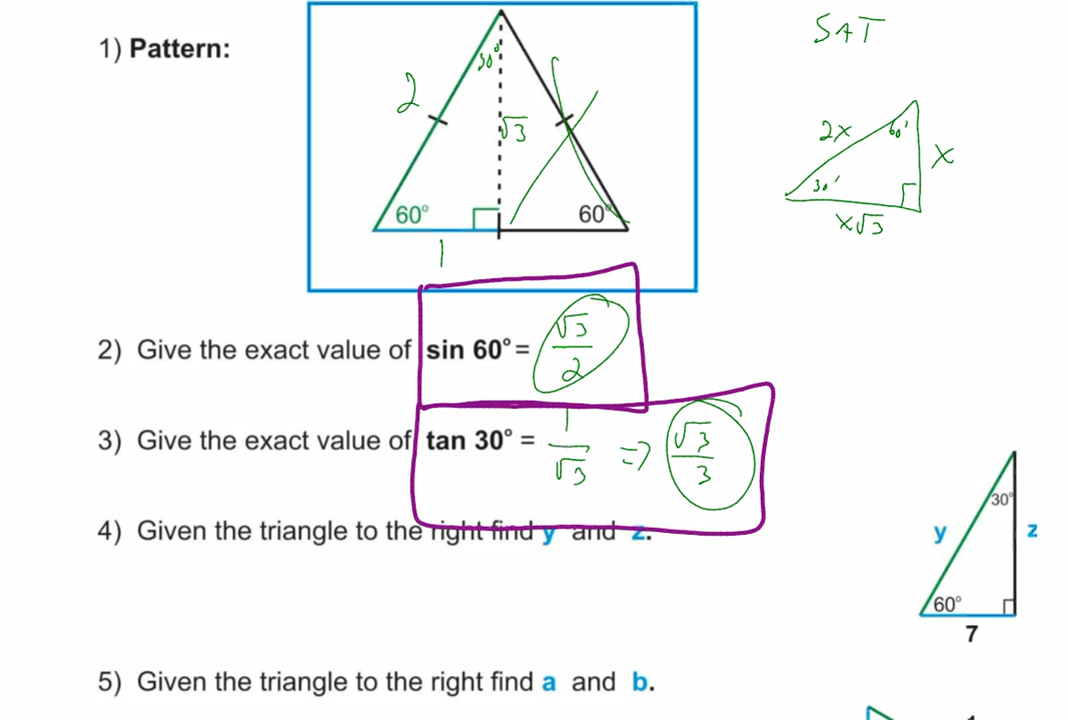 1) Pattern:
SAT
30°
2
√3
60°
60°
1
2x
60°
30°
x
x√3
2) Give the exact value of sin 60° = √3/2
3) Give the exact value of tan 30° = 1/√3 => √3/3
4) Given the triangle to the right find y and z.
30°
y
z
60°
7
5) Given the triangle to the right find a and b.